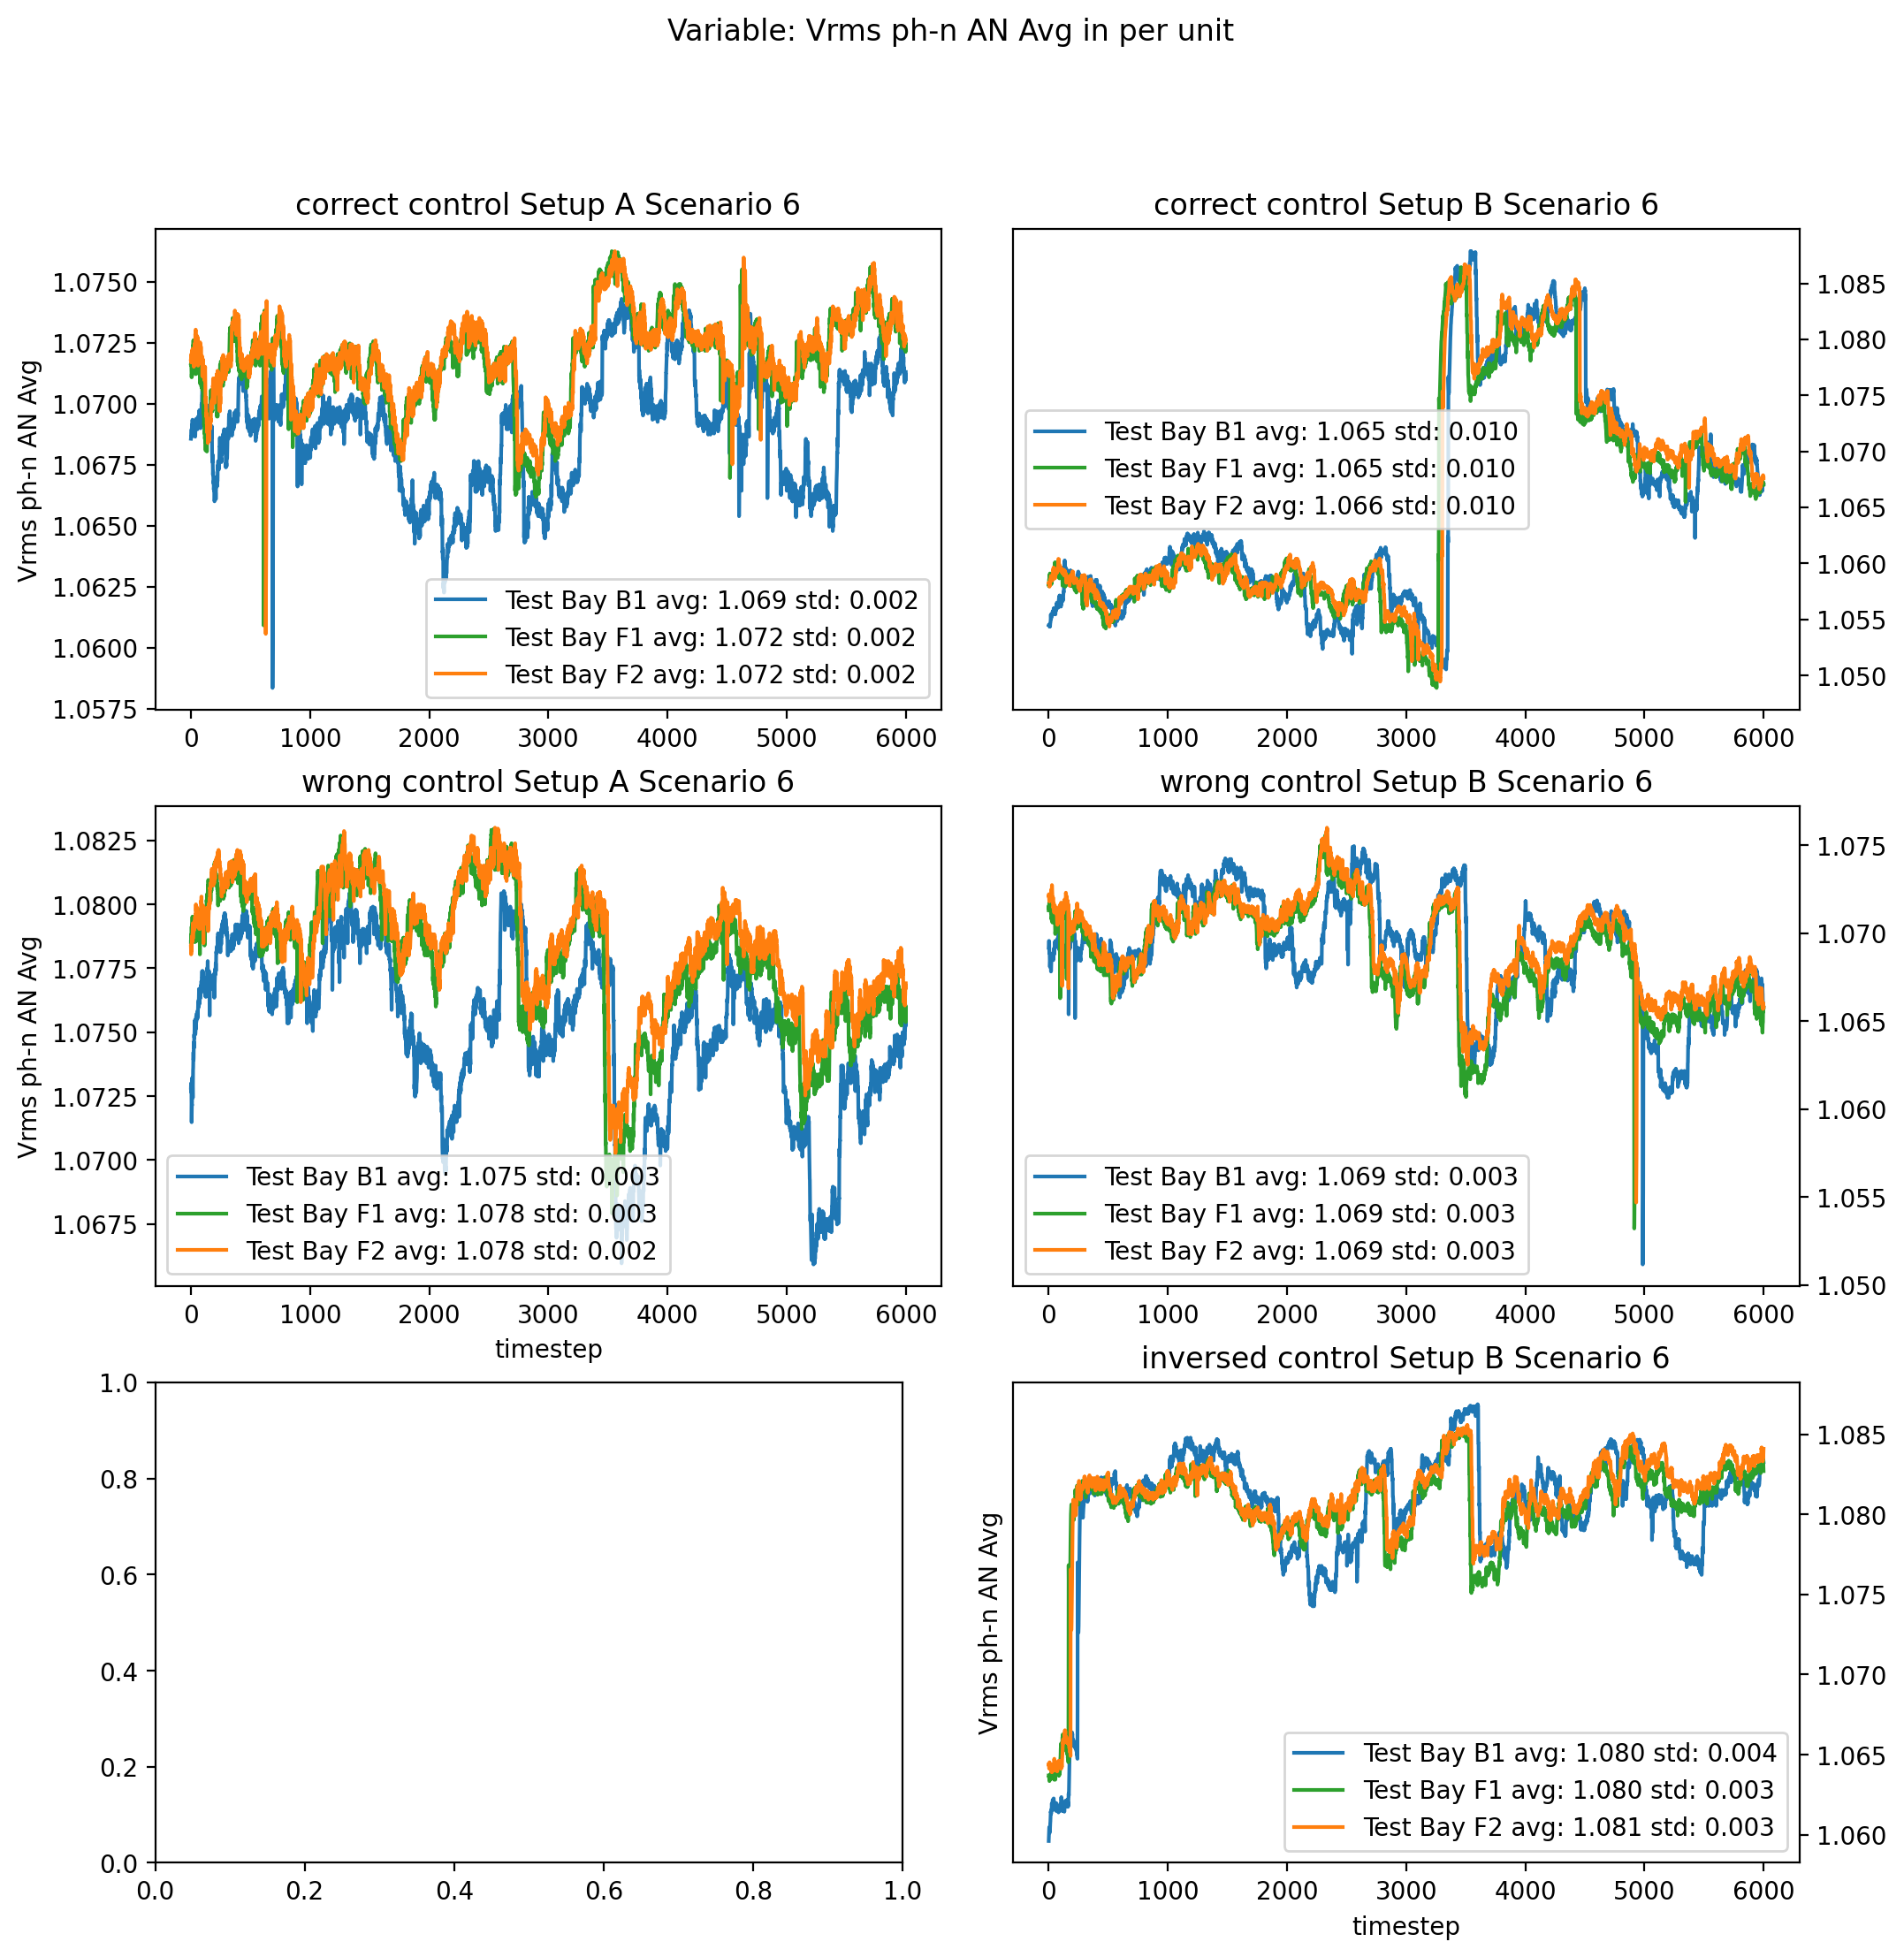 Variable: Vrms ph-n AN Avg in per unit
correct control Setup A Scenario 6
Vrms ph-n AN Avg
1.0750
1.0725
1.0700
1.0675
1.0650
1.0625
1.0600
1.0575
Test Bay B1 avg: 1.069 std: 0.002
Test Bay F1 avg: 1.072 std: 0.002
Test Bay F2 avg: 1.072 std: 0.002
0 1000 2000 3000 4000 5000 6000
correct control Setup B Scenario 6
1.085
1.080
1.075
1.070
1.065
1.060
1.055
1.050
Test Bay B1 avg: 1.065 std: 0.010
Test Bay F1 avg: 1.065 std: 0.010
Test Bay F2 avg: 1.066 std: 0.010
0 1000 2000 3000 4000 5000 6000
wrong control Setup A Scenario 6
Vrms ph-n AN Avg
1.0825
1.0800
1.0775
1.0750
1.0725
1.0700
1.0675
Test Bay B1 avg: 1.075 std: 0.003
Test Bay F1 avg: 1.078 std: 0.003
Test Bay F2 avg: 1.078 std: 0.002
0 1000 2000 3000 4000 5000 6000
timestep
wrong control Setup B Scenario 6
1.075
1.070
1.065
1.060
1.055
1.050
Test Bay B1 avg: 1.069 std: 0.003
Test Bay F1 avg: 1.069 std: 0.003
Test Bay F2 avg: 1.069 std: 0.003
0 1000 2000 3000 4000 5000 6000
1.0
0.8
0.6
0.4
0.2
0.0
0.0 0.2 0.4 0.6 0.8 1.0
inversed control Setup B Scenario 6
Vrms ph-n AN Avg
1.085
1.080
1.075
1.070
1.065
1.060
Test Bay B1 avg: 1.080 std: 0.004
Test Bay F1 avg: 1.080 std: 0.003
Test Bay F2 avg: 1.081 std: 0.003
0 1000 2000 3000 4000 5000 6000
timestep